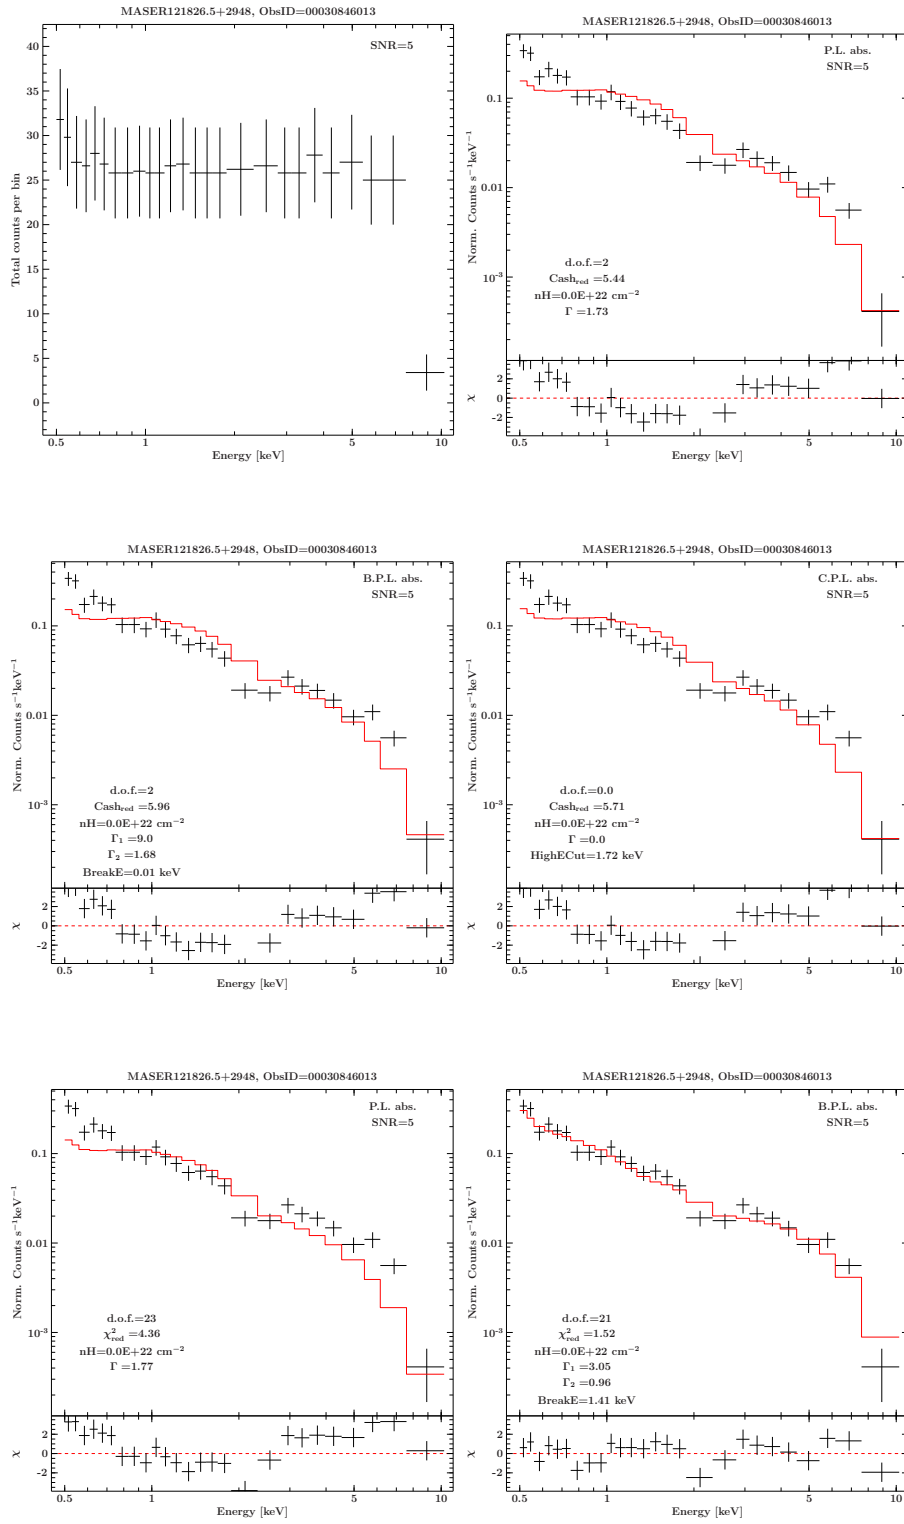 MASER121826.5+2948, ObsID=00030846013
SNR=5
Total counts per bin
40
35
30
25
20
15
10
5
0
0.5
1
5
10
Energy [keV]
MASER121826.5+2948, ObsID=00030846013
P.L. abs.
SNR=5
Norm. Counts s−1keV−1
0.1
0.01
10−3
d.o.f.=2
Cashred =5.44
nH=0.0E+22 cm−2
Γ =1.73
χ
2
0
-2
0.5
1
5
10
Energy [keV]
MASER121826.5+2948, ObsID=00030846013
B.P.L. abs.
SNR=5
Norm. Counts s−1keV−1
0.1
0.01
10−3
d.o.f.=2
Cashred =5.96
nH=0.0E+22 cm−2
Γ1 =9.0
Γ2 =1.68
BreakE=0.01 keV
χ
2
0
-2
0.5
1
5
10
Energy [keV]
MASER121826.5+2948, ObsID=00030846013
C.P.L. abs.
SNR=5
Norm. Counts s−1keV−1
0.1
0.01
10−3
d.o.f.=0.0
Cashred =5.71
nH=0.0E+22 cm−2
Γ =0.0
HighECut=1.72 keV
χ
2
0
-2
0.5
1
5
10
Energy [keV]
MASER121826.5+2948, ObsID=00030846013
P.L. abs.
SNR=5
Norm. Counts s−1keV−1
0.1
0.01
10−3
d.o.f.=23
χ2red =4.36
nH=0.0E+22 cm−2
Γ =1.77
χ
2
0
-2
0.5
1
5
10
Energy [keV]
MASER121826.5+2948, ObsID=00030846013
B.P.L. abs.
SNR=5
Norm. Counts s−1keV−1
0.1
0.01
10−3
d.o.f.=21
χ2red =1.52
nH=0.0E+22 cm−2
Γ1 =3.05
Γ2 =0.96
BreakE=1.41 keV
χ
2
0
-2
0.5
1
5
10
Energy [keV]